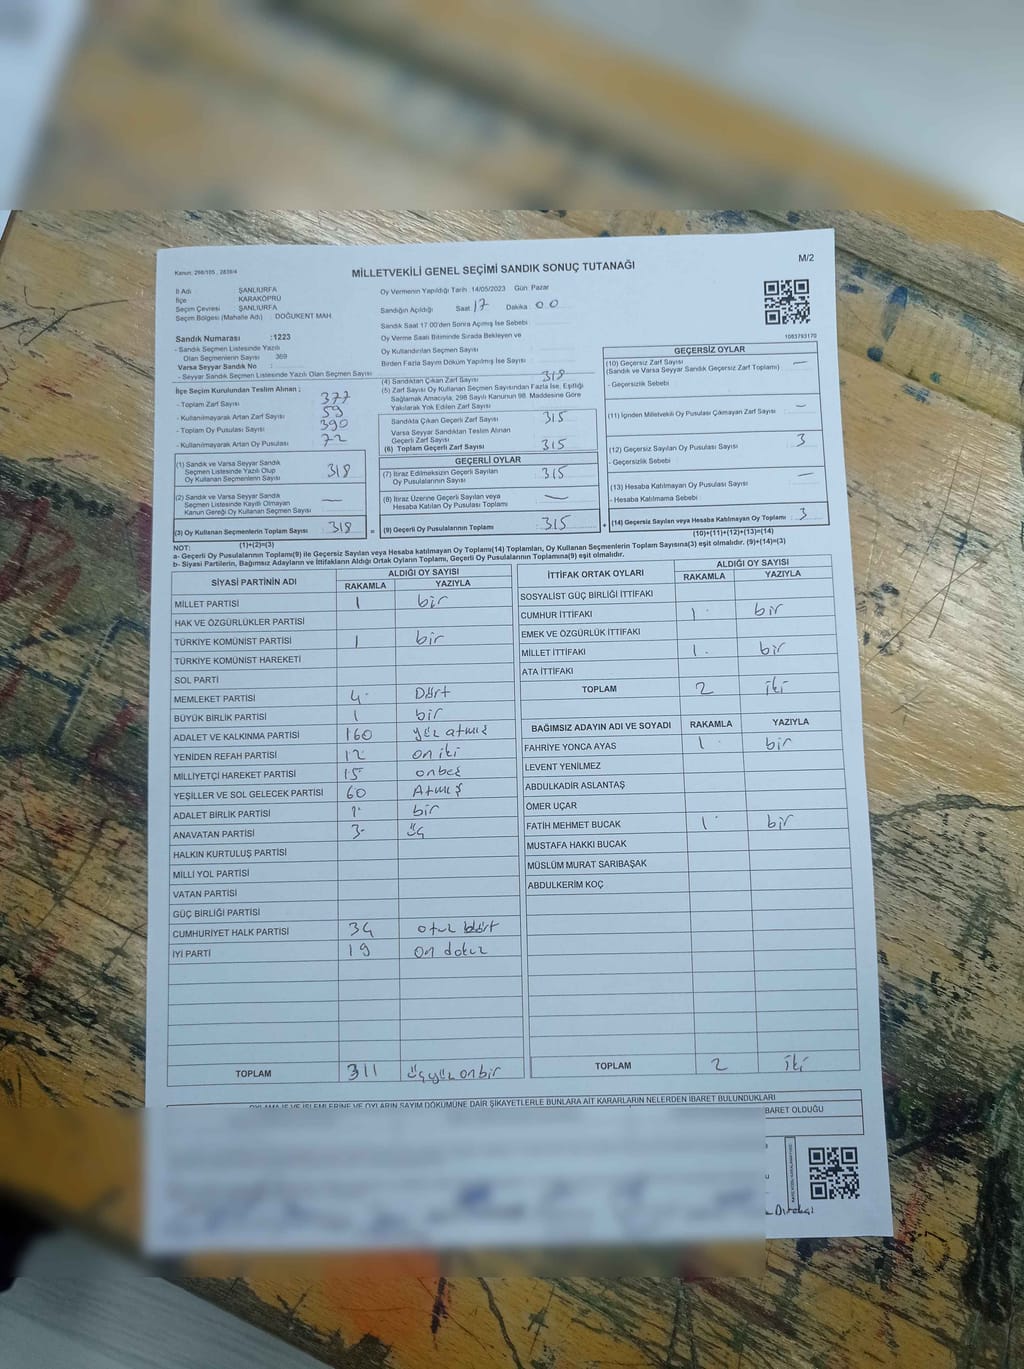 M/2
Kanun: 298/105 , 2839/4
MİLLETVEKİLİ GENEL SEÇİMİ SANDIK SONUÇ TUTANAĞI
İl Adı ŞANLIURFA
İlçe KARAKÖPRÜ
Seçim Çevresi ŞANLIURFA
Seçim Bölgesi (Mahalle Adı) DOĞUKENT MAH.
Sandık Numarası :1223
- Sandık Seçmen Listesinde Yazılı
Olan Seçmenlerin Sayısı 369
Varsa Seyyar Sandık No :
- Seyyar Sandık Seçmen Listesinde Yazılı Olan Seçmen Sayısı
İlçe Seçim Kurulundan Teslim Alınan ;
- Toplam Zarf Sayısı 377
- Kullanılmayarak Artan Zarf Sayısı 59
- Toplam Oy Pusulası Sayısı 390
- Kullanılmayarak Artan Oy Pusulası 72
(1) Sandık ve Varsa Seyyar Sandık
Seçmen Listesinde Yazılı Olup
Oy Kullanan Seçmenlerin Sayısı 318
(2) Sandık ve Varsa Seyyar Sandık
Seçmen Listesinde Kayıtlı Olmayan
Kanun Gereği Oy Kullanan Seçmen Sayısı —
(3) Oy Kullanan Seçmenlerin Toplam Sayısı : 318
(1)+(2)=(3)
Oy Vermenin Yapıldığı Tarih 14/05/2023 Gün: Pazar
Sandığın Açıldığı Saat 17 Dakika 00
Sandık Saat 17:00'den Sonra Açımış İse Sebebi
Oy Verme Saati Bitiminde Sırada Bekleyen ve
Oy Kullandırılan Seçmen Sayısı
Birden Fazla Sayım Döküm Yapılmış İse Sayısı
(4) Sandıktan Çıkan Zarf Sayısı 318
(5) Zarf Sayısı Oy Kullanan Seçmen Sayısından Fazla İse, Eşitliği
Sağlamak Amacıyla, 298 Sayılı Kanunun 98. Maddesine Göre
Yakılarak Yok Edilen Zarf Sayısı
Sandıkta Çıkan Geçerli Zarf Sayısı 315
Varsa Seyyar Sandıktan Teslim Alınan
Geçerli Zarf Sayısı
(6) Toplam Geçerli Zarf Sayısı 315
GEÇERLİ OYLAR
(7) İtiraz Edilmeksizin Geçerli Sayılan
Oy Pusulalarının Sayısı 315
(8) İtiraz Üzerine Geçerli Sayılan veya
Hesaba Katılan Oy Pusulası Toplamı —
= (9) Geçerli Oy Pusulalarının Toplamı 315
1083793170
GEÇERSİZ OYLAR
(10) Geçersiz Zarf Sayısı —
(Sandık ve Varsa Seyyar Sandık Geçersiz Zarf Toplamı)
- Geçersizlik Sebebi
(11) İçinden Milletvekili Oy Pusulası Çıkmayan Zarf Sayısı —
(12) Geçersiz Sayılan Oy Pusulası Sayısı 3
- Geçersizlik Sebebi
(13) Hesaba Katılmayan Oy Pusulası Sayısı —
- Hesaba Katılmama Sebebi
+ (14) Geçersiz Sayılan veya Hesaba Katılmayan Oy Toplamı : 3
(10)+(11)+(12)+(13)=(14)
NOT:
a- Geçerli Oy Pusulalarının Toplamı(9) ile Geçersiz Sayılan veya Hesaba katılmayan Oy Toplamı(14) Toplamları, Oy Kullanan Seçmenlerin Toplam Sayısına(3) eşit olmalıdır. (9)+(14)=(3)
b- Siyasi Partilerin, Bağımsız Adayların ve İttifakların Aldığı Ortak Oyların Toplamı, Geçerli Oy Pusulalarının Toplamına(9) eşit olmalıdır.
SİYASİ PARTİNİN ADI ALDIĞI OY SAYISI
RAKAMLA YAZIYLA
MİLLET PARTİSİ 1 bir
HAK VE ÖZGÜRLÜKLER PARTİSİ
TÜRKİYE KOMÜNİST PARTİSİ 1 bir
TÜRKİYE KOMÜNİST HAREKETİ
SOL PARTİ
MEMLEKET PARTİSİ 4 Dört
BÜYÜK BİRLİK PARTİSİ 1 bir
ADALET VE KALKINMA PARTİSİ 160 yüz atmış
YENİDEN REFAH PARTİSİ 12 on iki
MİLLİYETÇİ HAREKET PARTİSİ 15 onbeş
YEŞİLLER VE SOL GELECEK PARTİSİ 60 Atmış
ADALET BİRLİK PARTİSİ 1 bir
ANAVATAN PARTİSİ 3 üç
HALKIN KURTULUŞ PARTİSİ
MİLLİ YOL PARTİSİ
VATAN PARTİSİ
GÜÇ BİRLİĞİ PARTİSİ
CUMHURİYET HALK PARTİSİ 34 otuz dört
İYİ PARTİ 19 on dokuz
TOPLAM 311 üçyüz onbir
İTTİFAK ORTAK OYLARI ALDIĞI OY SAYISI
RAKAMLA YAZIYLA
SOSYALİST GÜÇ BİRLİĞİ İTTİFAKI
CUMHUR İTTİFAKI 1 bir
EMEK VE ÖZGÜRLÜK İTTİFAKI
MİLLET İTTİFAKI 1 bir
ATA İTTİFAKI
TOPLAM 2 iki
BAĞIMSIZ ADAYIN ADI VE SOYADI RAKAMLA YAZIYLA
FAHRİYE YONCA AYAS 1 bir
LEVENT YENİLMEZ
ABDULKADİR ASLANTAŞ
ÖMER UÇAR
FATİH MEHMET BUCAK 1 bir
MUSTAFA HAKKI BUCAK
MÜSLÜM MURAT SARIBAŞAK
ABDULKERİM KOÇ
TOPLAM 2 iki
OYLAMA İŞ VE İŞLEMLERİNE VE OYLARIN SAYIM DÖKÜMÜNE DAİR ŞİKAYETLERLE BUNLARA AİT KARARLARIN NELERDEN İBARET BULUNDUKLARI
BARET OLDUĞU